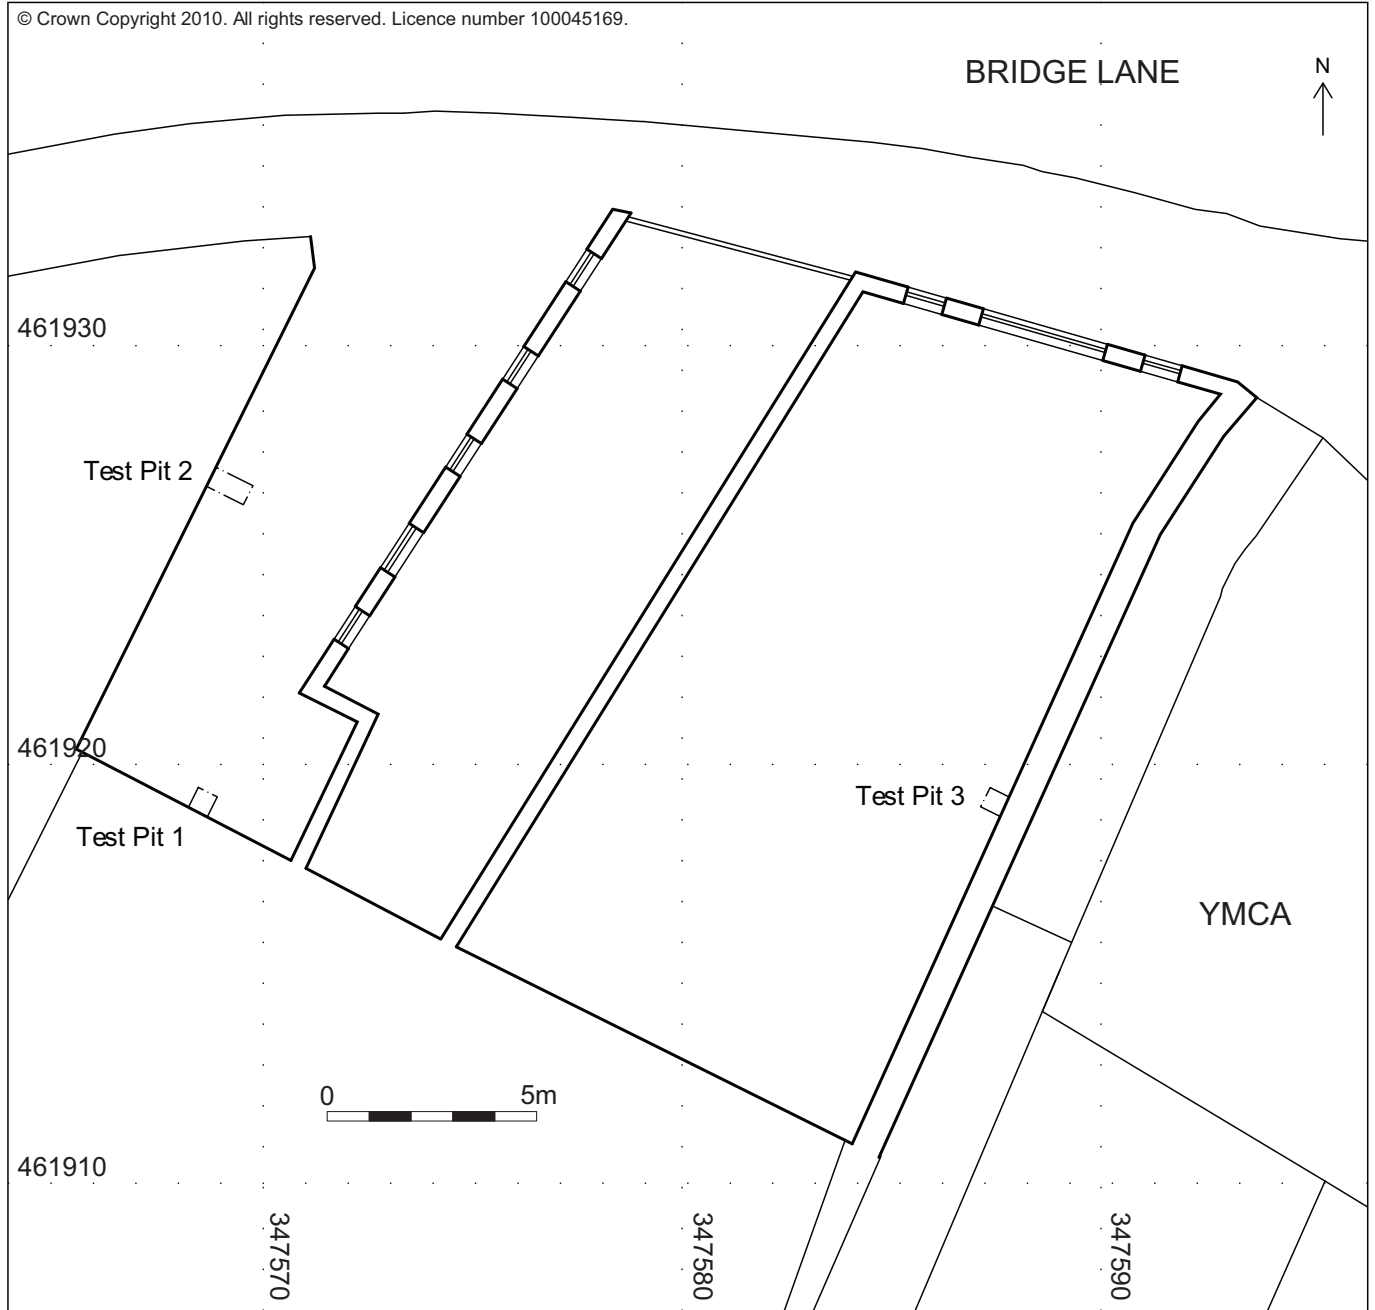 © Crown Copyright 2010. All rights reserved. Licence number 100045169.
BRIDGE LANE
N
461930
Test Pit 2
461920
Test Pit 3
Test Pit 1
YMCA
0 5m
461910
347570
347580
347590